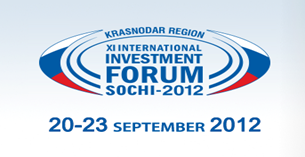 KRASNODAR REGION
XI INTERNATIONAL
INVESTMENT
FORUM
SOCHI-2012
20-23 SEPTEMBER 2012